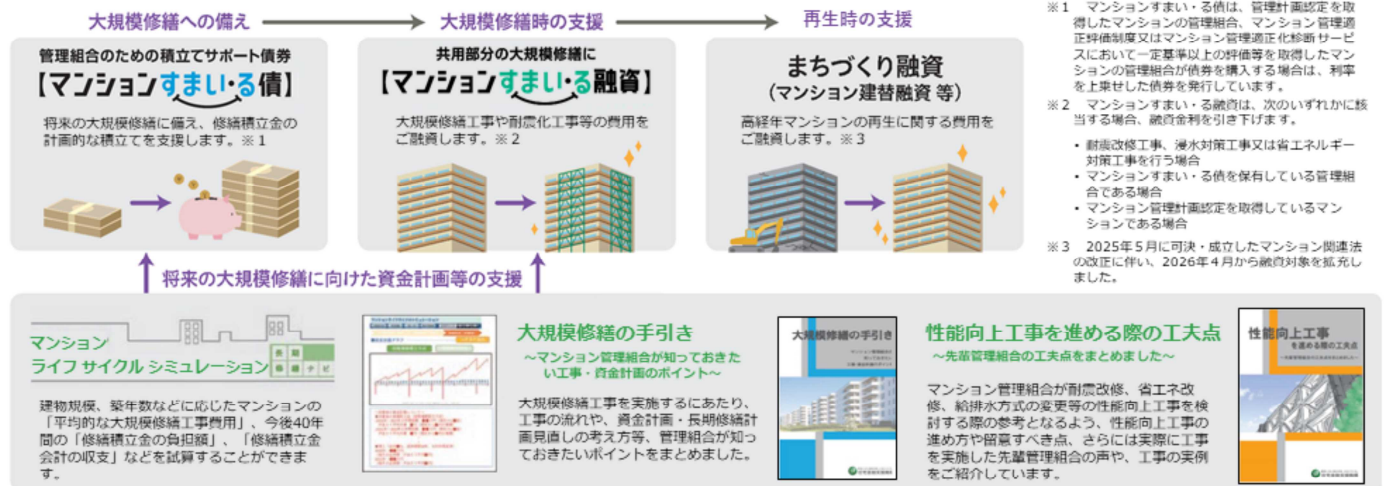 大規模修繕への備え
大規模修繕時の支援
再生時の支援
管理組合のための積立てサポート債券
【マンションすまい・る債】
将来の大規模修繕に備え、修繕積立金の
計画的な積立てを支援します。※1
共用部分の大規模修繕に
【マンションすまい・る融資】
大規模修繕工事や耐震化工事等の費用を
ご融資します。※2
まちづくり融資
（マンション建替融資 等）
高経年マンションの再生に関する費用を
ご融資します。※3
※1 マンションすまい・る債は、管理計画認定を取
得したマンションの管理組合、マンション管理適
正評価制度又はマンション管理適正化診断サービ
スにおいて一定基準以上の評価等を取得したマン
ションの管理組合が債券を購入する場合は、利率
を上乗せした債券を発行しています。
※2 マンションすまい・る融資は、次のいずれかに該
当する場合、融資金利を引き下げます。
・耐震改修工事、浸水対策工事又は省エネルギー
対策工事を行う場合
・マンションすまい・る債を保有している管理組
合である場合
・マンション管理計画認定を取得しているマン
ションである場合
※3 2025年5月に可決・成立したマンション関連法
の改正に伴い、2026年4月から融資対象を拡充し
ました。
将来の大規模修繕に向けた資金計画等の支援
マンション
ライフ サイクル シミュレーション
長期
修繕ナビ
建物規模、築年数などに応じたマンションの
「平均的な大規模修繕工事費用」、今後40年
間の「修繕積立金の負担額」、「修繕積立金
会計の収支」などを試算することができま
す。
大規模修繕の手引き
～マンション管理組合が知っておきた
い工事・資金計画のポイント～
大規模修繕工事を実施するにあたり、
工事の流れや、資金計画・長期修繕計
画見直しの考え方等、管理組合が知っ
ておきたいポイントをまとめました。
大規模修繕の手引き
性能向上工事を進める際の工夫点
～先輩管理組合の工夫点をまとめました～
マンション管理組合が耐震改修、省エネ改
修、給排水方式の変更等の性能向上工事を検
討する際の参考となるよう、性能向上工事の
進め方や留意すべき点、さらには実際に工事
を実施した先輩管理組合の声や、工事の実例
をご紹介しています。
性能向上工事
を進める際の工夫点